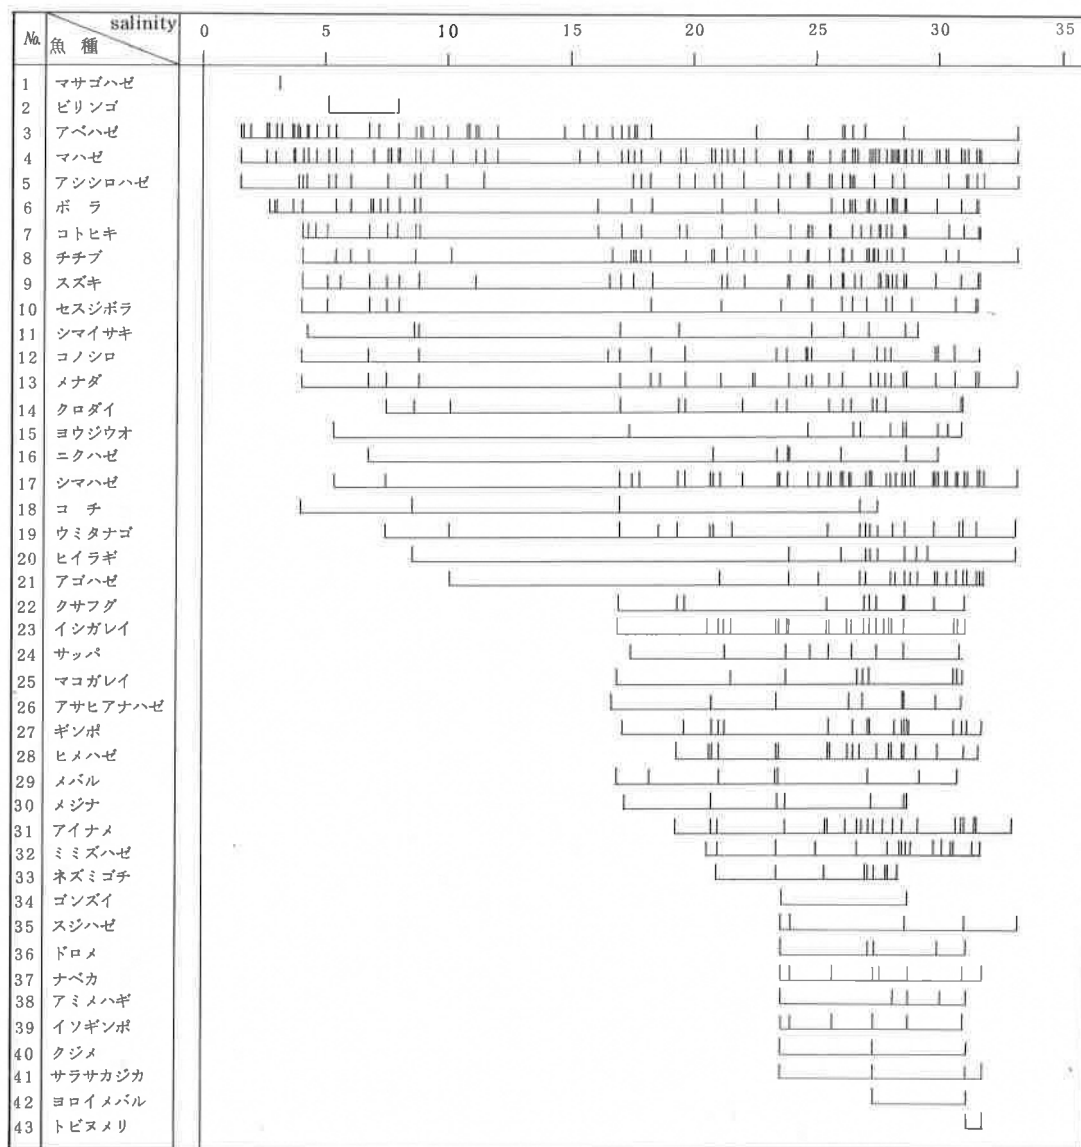 salinity
№ 魚種 0 5 10 15 20 25 30 35
1 マサゴハゼ
2 ビリンゴ
3 アベハゼ
4 マハゼ
5 アシシロハゼ
6 ボラ
7 コトヒキ
8 チチブ
9 スズキ
10 セスジボラ
11 シマイサキ
12 コノシロ
13 メナダ
14 クロダイ
15 ヨウジウオ
16 ニクハゼ
17 シマハゼ
18 コチ
19 ウミタナゴ
20 ヒイラギ
21 アゴハゼ
22 クサフグ
23 イシガレイ
24 サッパ
25 マコガレイ
26 アサヒアナハゼ
27 ギンポ
28 ヒメハゼ
29 メバル
30 メジナ
31 アイナメ
32 ミミズハゼ
33 ネズミゴチ
34 ゴンズイ
35 スジハゼ
36 ドロメ
37 ナベカ
38 アミメハギ
39 イソギンポ
40 クジメ
41 サラサカジカ
42 ヨロイメバル
43 トビヌメリ